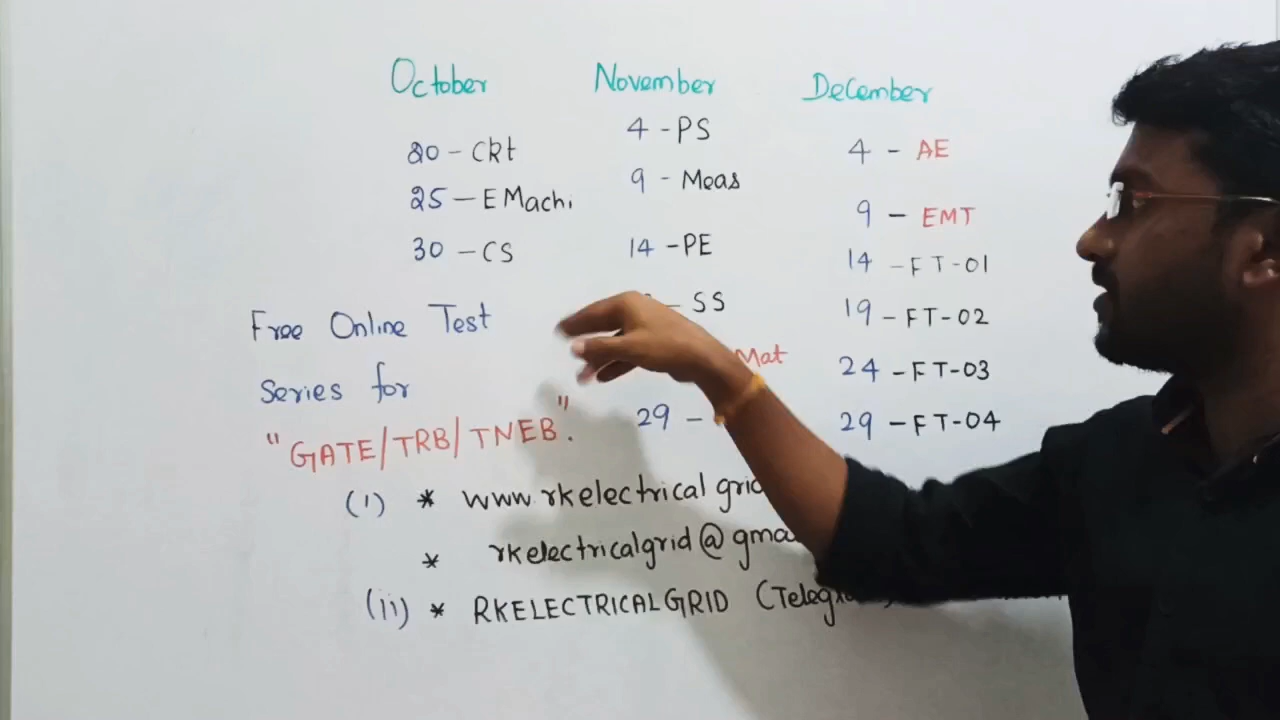 October
20 - Ckt
25 - EMachi
30 - CS
November
4 - PS
9 - Meas
14 - PE
- SS
Mat
29 -
December
4 - AE
9 - EMT
14 - FT-01
19 - FT-02
24 - FT-03
29 - FT-04
Free Online Test
Series for
"GATE/TRB/TNEB".
(i) * www.rkelectricalgrid
* rkelectricalgrid@gma
(ii) * RKELECTRICALGRID (Teleg